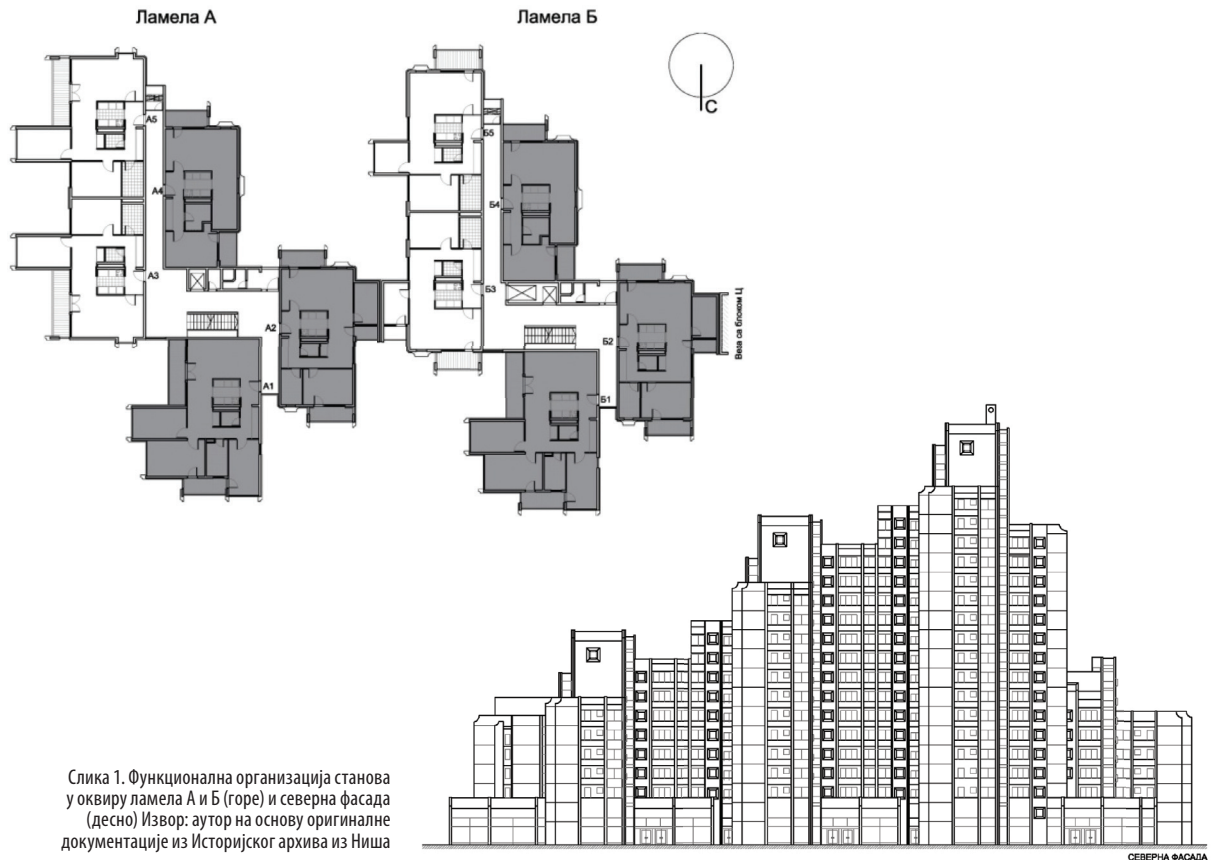 Ламела А
Ламела Б
С
А5
А4
А3
А2
А1
Б5
Б4
Б3
Б2
Б1
Веза са блоком Ц
Слика 1. Функционална организација станова
у оквиру ламела А и Б (горе) и северна фасада
(десно) Извор: аутор на основу оригиналне
документације из Историјског архива из Ниша
СЕВЕРНА ФАСАДА